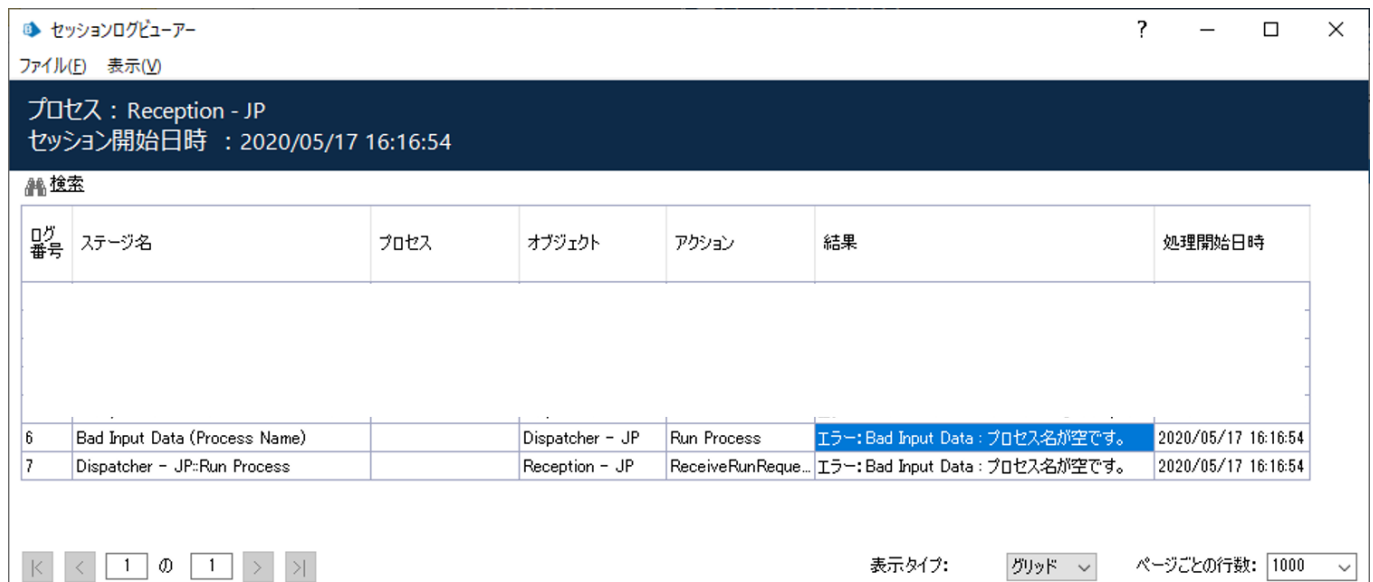 セッションログビューアー
ファイル(F) 表示(V)
プロセス : Reception - JP
セッション開始日時 : 2020/05/17 16:16:54
検索
ログ番号 ステージ名 プロセス オブジェクト アクション 結果 処理開始日時
6 Bad Input Data (Process Name) Dispatcher - JP Run Process エラー: Bad Input Data : プロセス名が空です。 2020/05/17 16:16:54
7 Dispatcher - JP::Run Process Reception - JP ReceiveRunReque... エラー: Bad Input Data : プロセス名が空です。 2020/05/17 16:16:54
1 の 1 表示タイプ: グリッド ページごとの行数: 1000